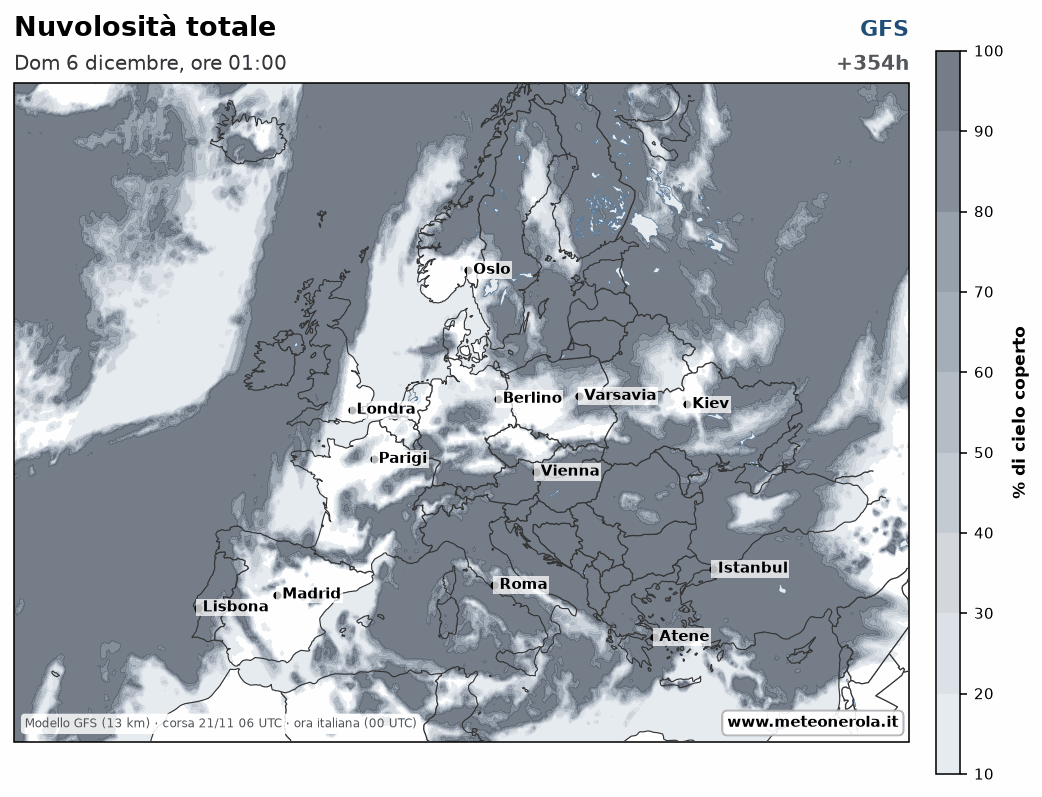 Nuvolosità totale
GFS
Dom 6 dicembre, ore 01:00
+354h
100
90
80
70
60
50
40
30
20
10
% di cielo coperto
Oslo
Berlino
Varsavia
Kiev
Londra
Parigi
Vienna
Istanbul
Roma
Madrid
Lisbona
Atene
Modello GFS (13 km) · corsa 21/11 06 UTC · ora italiana (00 UTC)
www.meteonerola.it